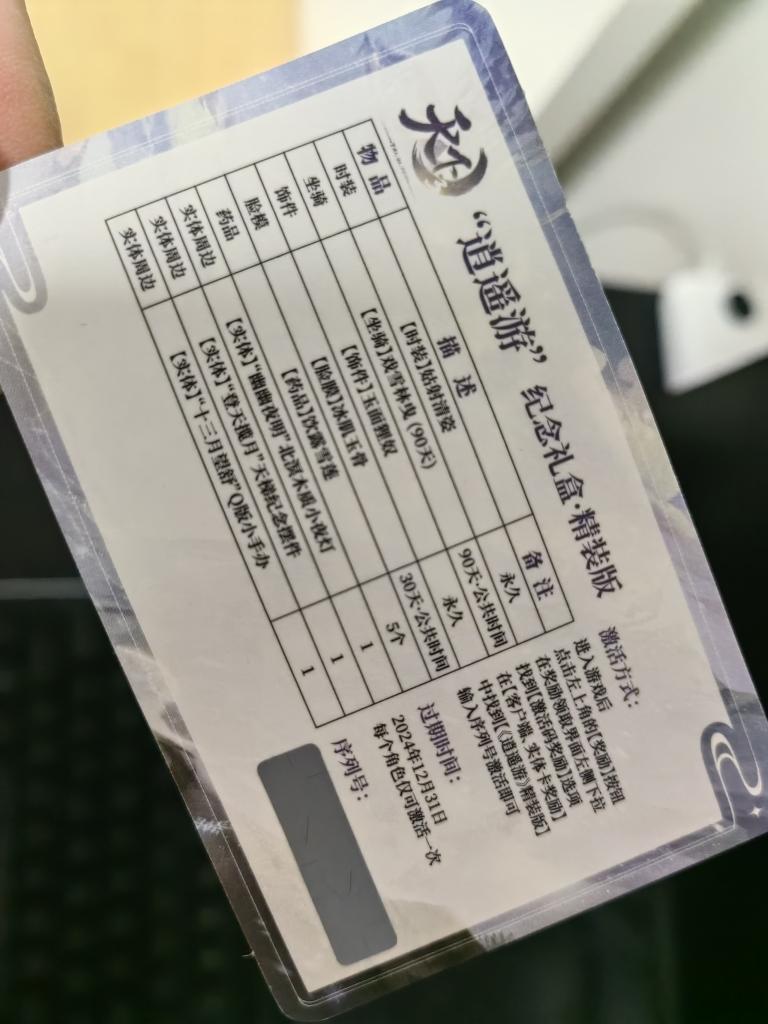 天下3
“逍遥游” 纪念礼盒·精装版
物品 描述 备注
时装 【时装】姑射清姿 永久
坐骑 【坐骑】戏雪林曳(90天) 90天·公共时间
饰件 【饰件】玉面狸奴 永久
脸模 【脸模】冰肌玉骨 30天·公共时间
药品 【药品】饮露雪莲 5个
实体周边 【实体】“幽幽夜明”北溟木质小夜灯 1
实体周边 【实体】“登天揽月”天梯纪念摆件 1
实体周边 【实体】“十三月望舒”Q版小手办 1
激活方式：
进入游戏后
点击左上角的【奖励】按钮
在奖励领取界面左侧下拉
找到【激活码奖励】选项
在【客户端、实体卡奖励】
中找到【《逍遥游》精装版】
输入序列号激活即可
过期时间：
2024年12月31日
每个角色仅可激活一次
序列号：